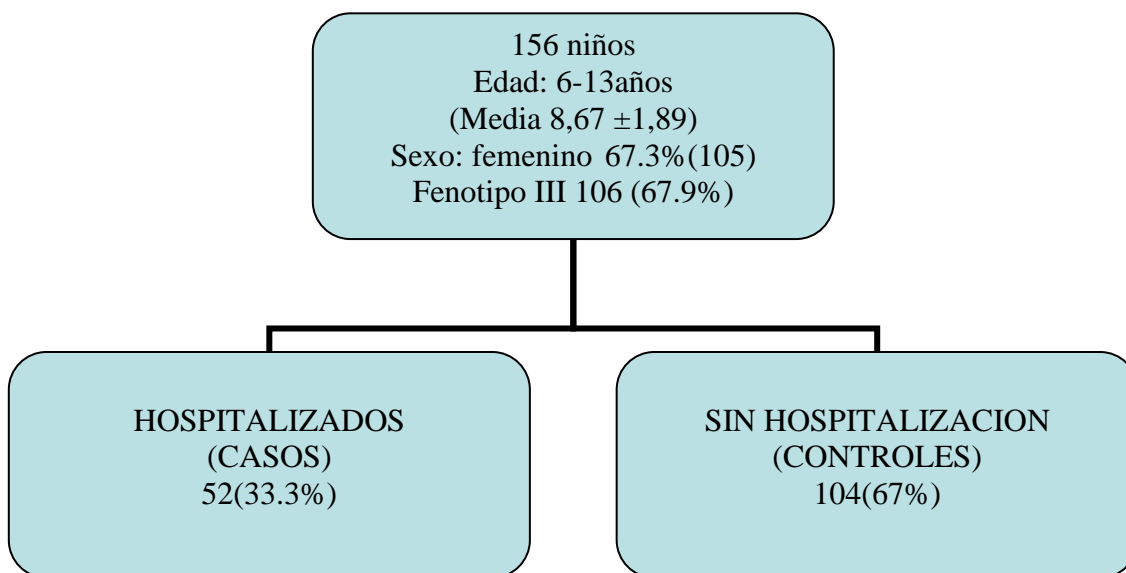 156 niños
Edad: 6-13años
(Media 8,67 ±1,89)
Sexo: femenino 67.3%(105)
Fenotipo III 106 (67.9%)
HOSPITALIZADOS
(CASOS)
52(33.3%)
SIN HOSPITALIZACION
(CONTROLES)
104(67%)